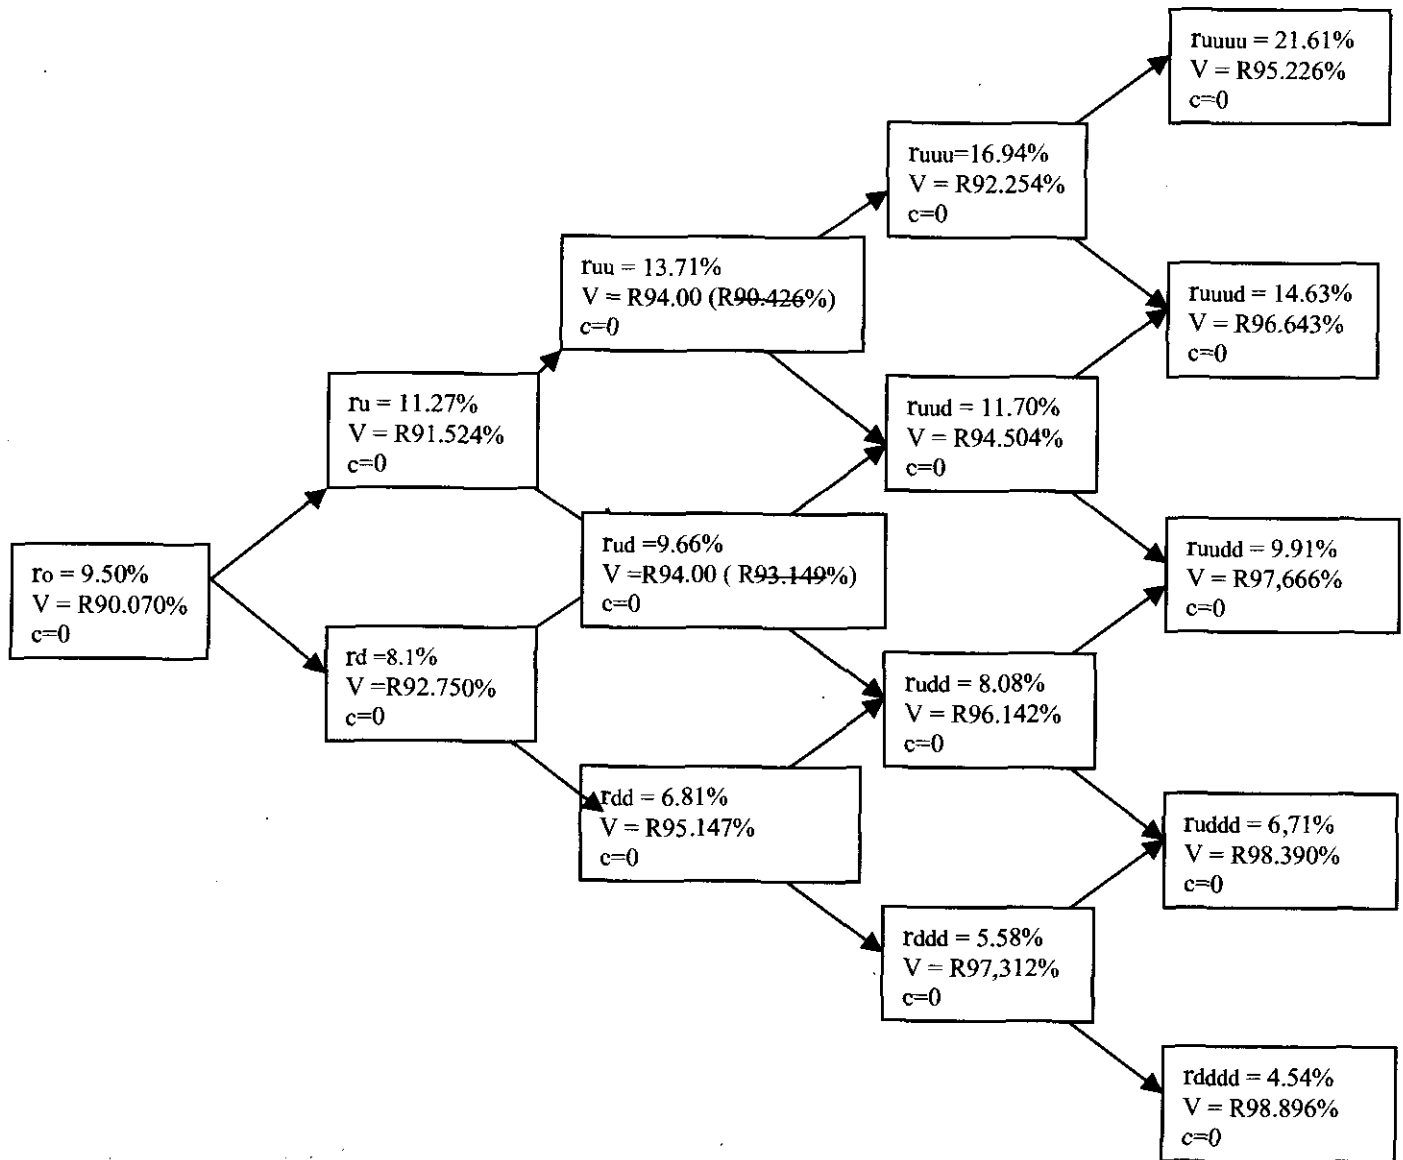 ro = 9.50%
V = R90.070%
c=0
ru = 11.27%
V = R91.524%
c=0
rd =8.1%
V =R92.750%
c=0
ruu = 13.71%
V = R94.00 (R90.426%)
c=0
rud =9.66%
V =R94.00 ( R93.149%)
c=0
rdd = 6.81%
V = R95.147%
c=0
ruuu=16.94%
V = R92.254%
c=0
ruud = 11.70%
V = R94.504%
c=0
rudd = 8.08%
V = R96.142%
c=0
rddd = 5.58%
V = R97,312%
c=0
ruuuu = 21.61%
V = R95.226%
c=0
ruuud = 14.63%
V = R96.643%
c=0
ruudd = 9.91%
V = R97,666%
c=0
ruddd = 6,71%
V = R98.390%
c=0
rdddd = 4.54%
V = R98.896%
c=0